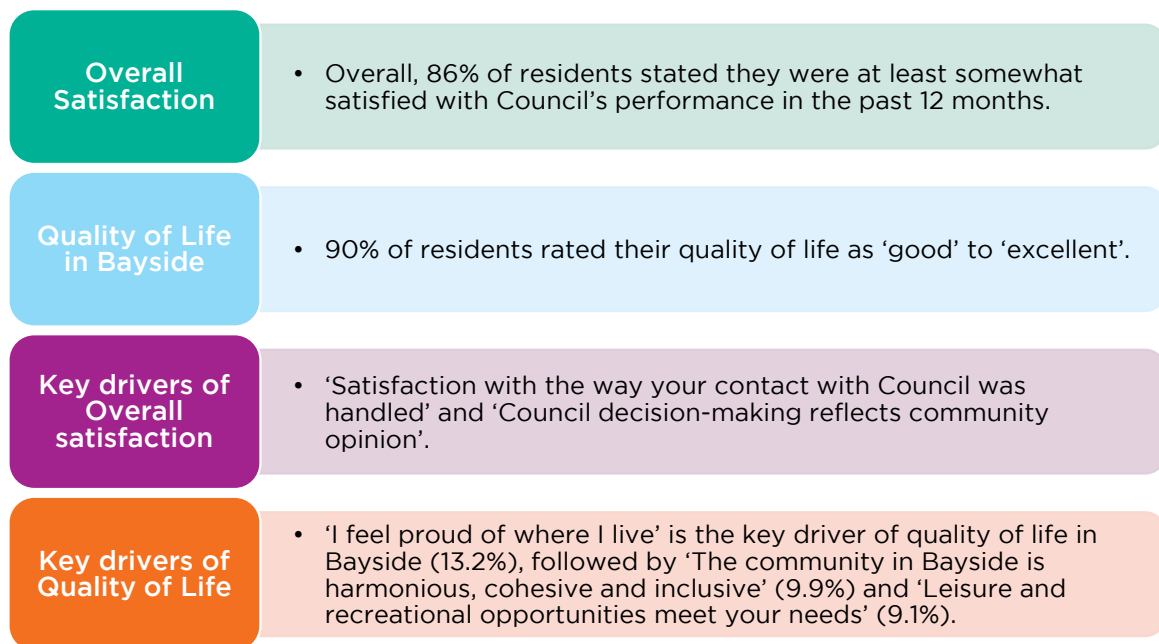 Overall
Satisfaction
• Overall, 86% of residents stated they were at least somewhat
satisfied with Council’s performance in the past 12 months.
Quality of Life
in Bayside
• 90% of residents rated their quality of life as ‘good’ to ‘excellent’.
Key drivers of
Overall
satisfaction
• ‘Satisfaction with the way your contact with Council was
handled’ and ‘Council decision-making reflects community
opinion’.
Key drivers of
Quality of Life
• ‘I feel proud of where I live’ is the key driver of quality of life in
Bayside (13.2%), followed by ‘The community in Bayside is
harmonious, cohesive and inclusive’ (9.9%) and ‘Leisure and
recreational opportunities meet your needs’ (9.1%).